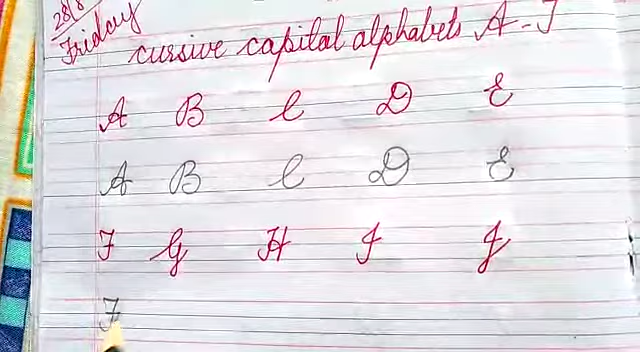 28/8
Friday
cursive capital alphabets A-J
A B C D E
A B C D E
F G H I J
F